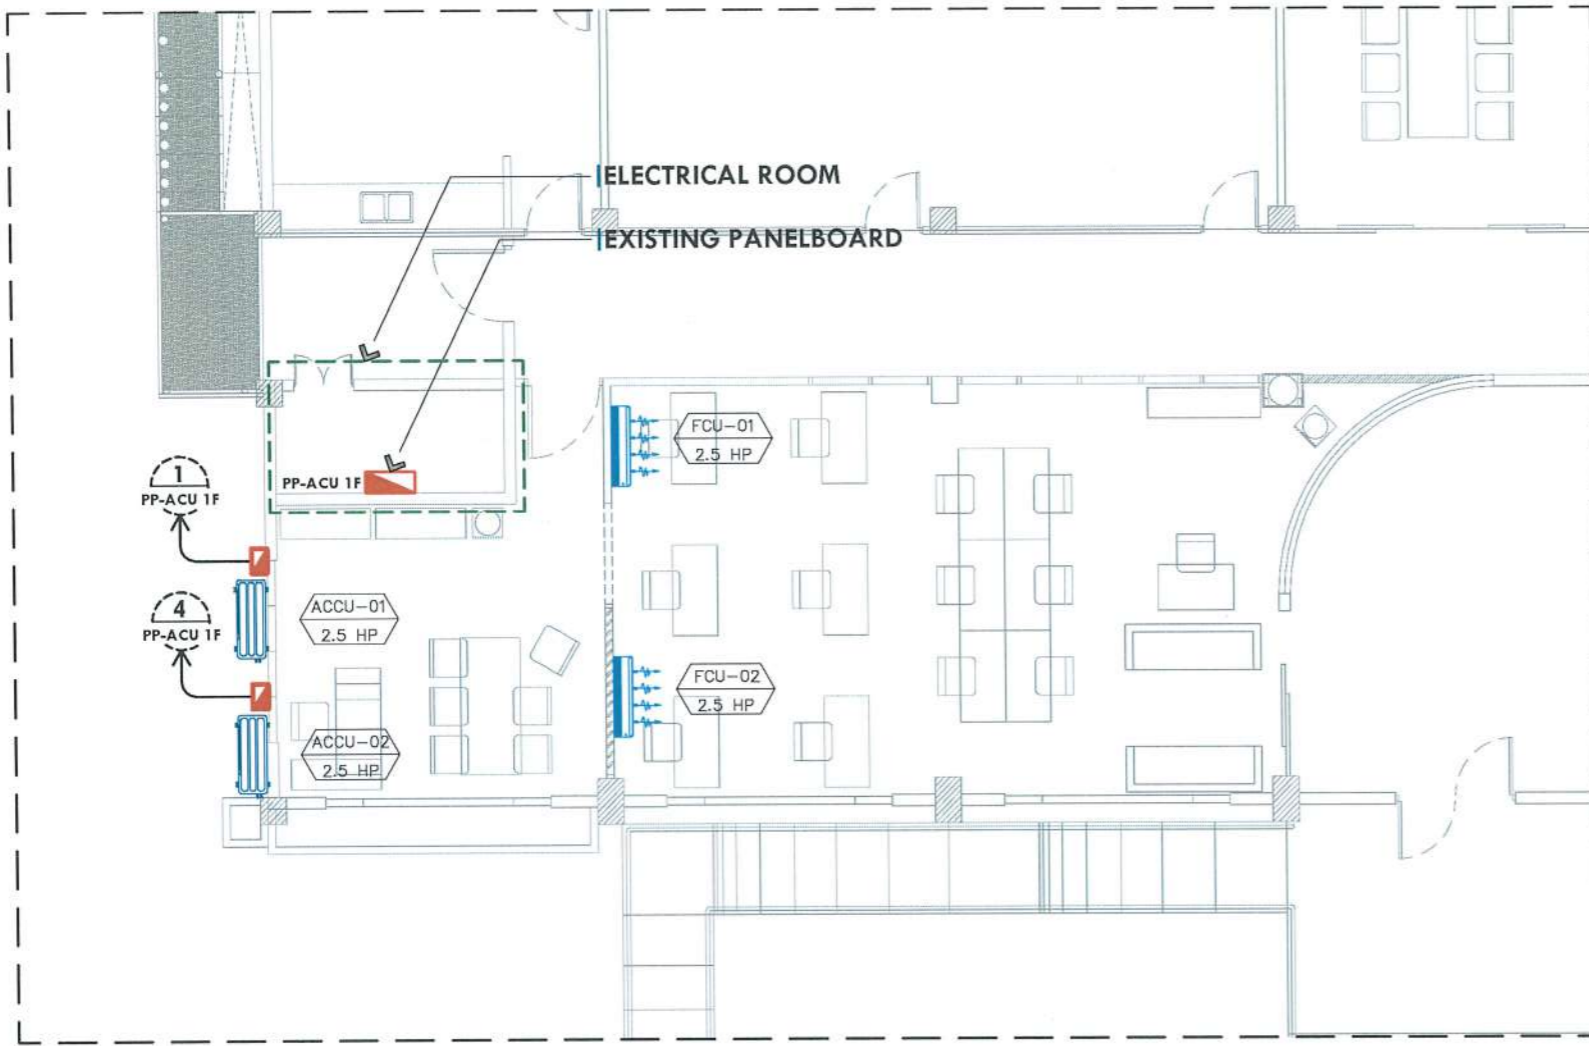 ELECTRICAL ROOM
EXISTING PANELBOARD
FCU-01
2.5 HP
1
PP-ACU 1F
PP-ACU 1F
ACCU-01
2.5 HP
4
PP-ACU 1F
FCU-02
2.5 HP
ACCU-02
2.5 HP